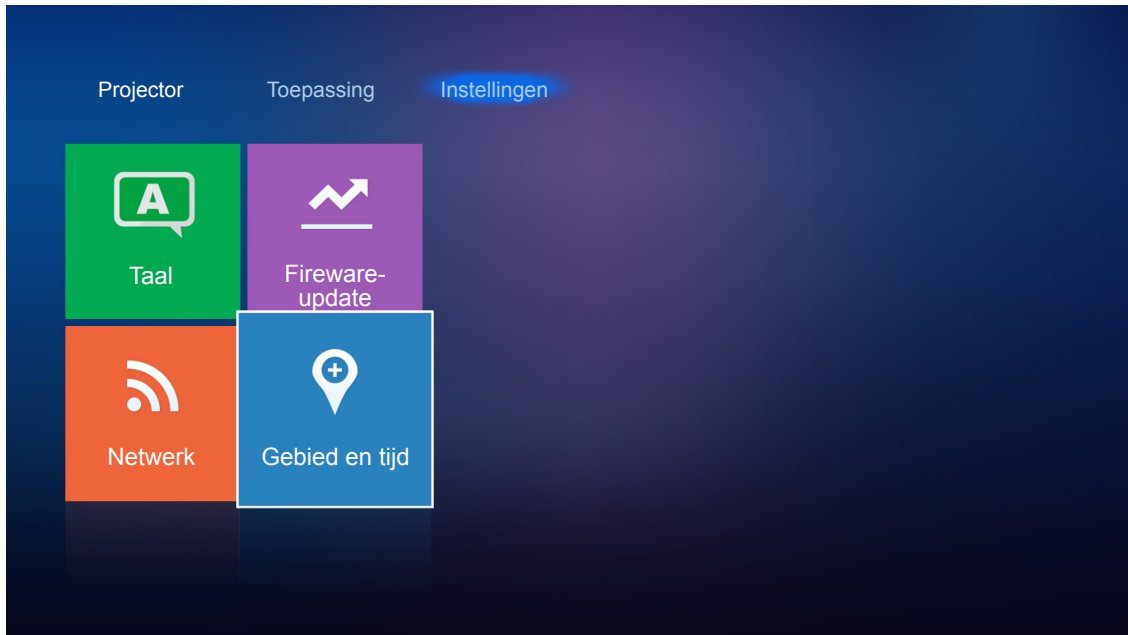 Projector
Toepassing
Instellingen
A
Taal
Fireware-
update
Netwerk
Gebied en tijd